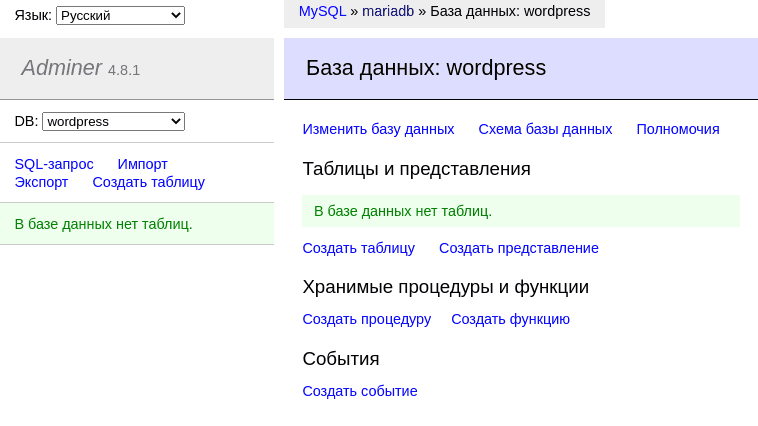 Язык: Русский
MySQL » mariadb » База данных: wordpress
Adminer 4.8.1
База данных: wordpress
DB: wordpress
SQL-запрос Импорт
Экспорт Создать таблицу
В базе данных нет таблиц.
Изменить базу данных Схема базы данных Полномочия
Таблицы и представления
В базе данных нет таблиц.
Создать таблицу Создать представление
Хранимые процедуры и функции
Создать процедуру Создать функцию
События
Создать событие